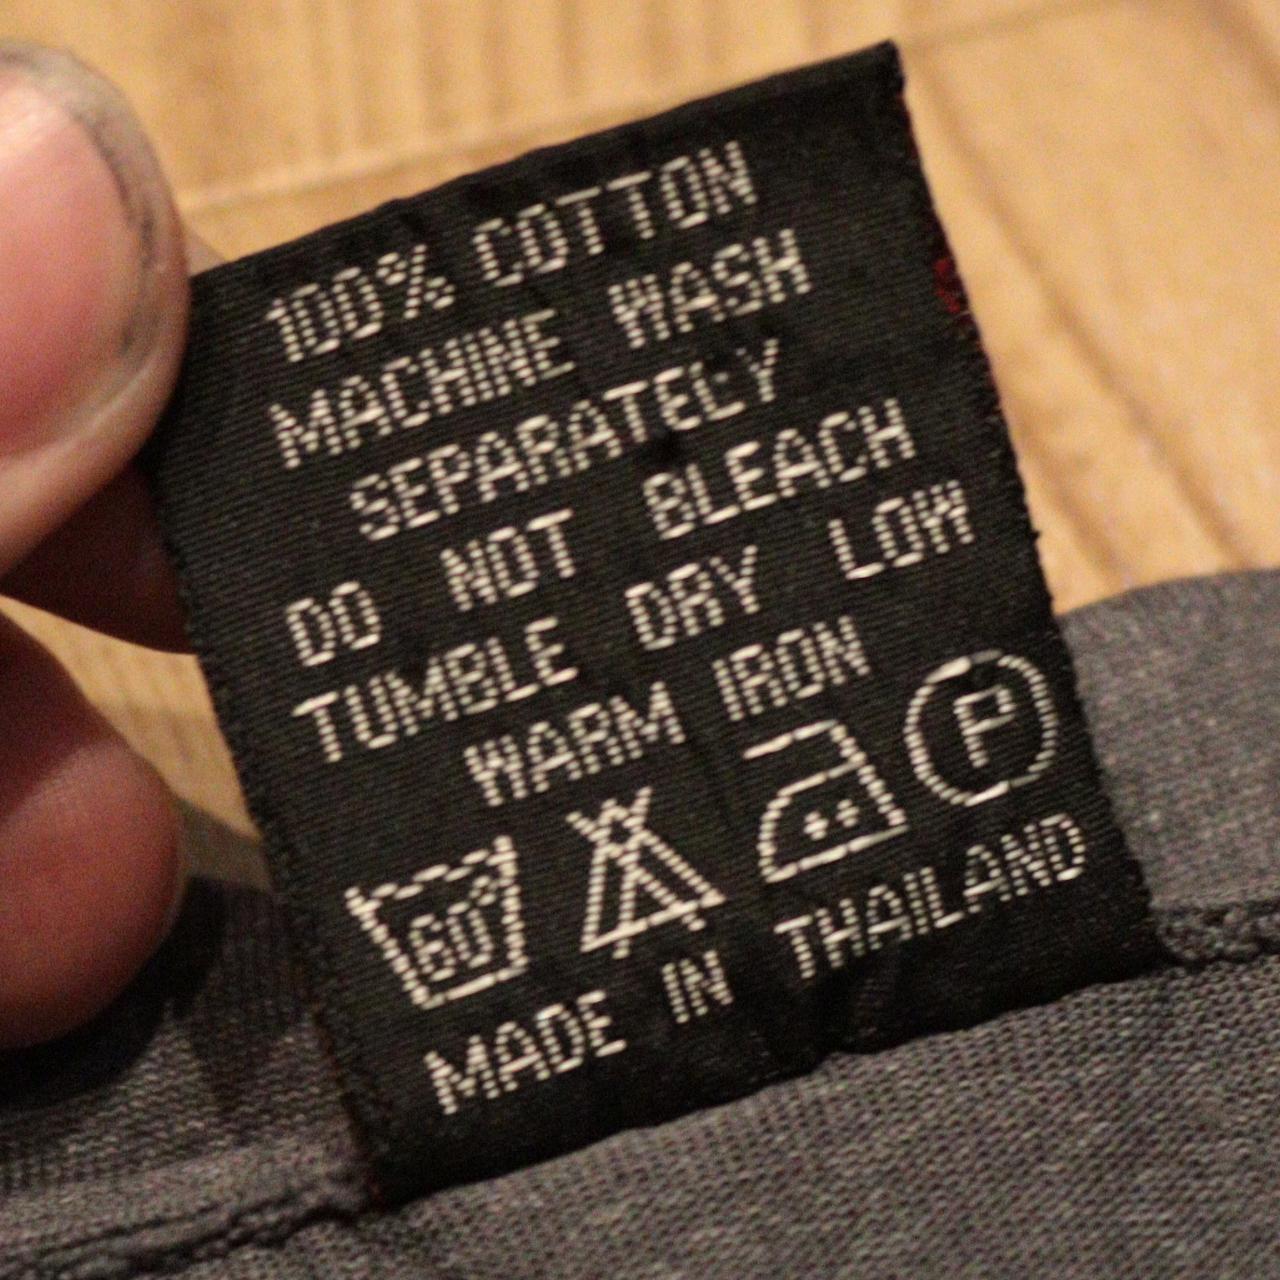 100% COTTON
MACHINE WASH
SEPARATELY
DO NOT BLEACH
TUMBLE DRY LOW
WARM IRON
60°
P
MADE IN THAILAND